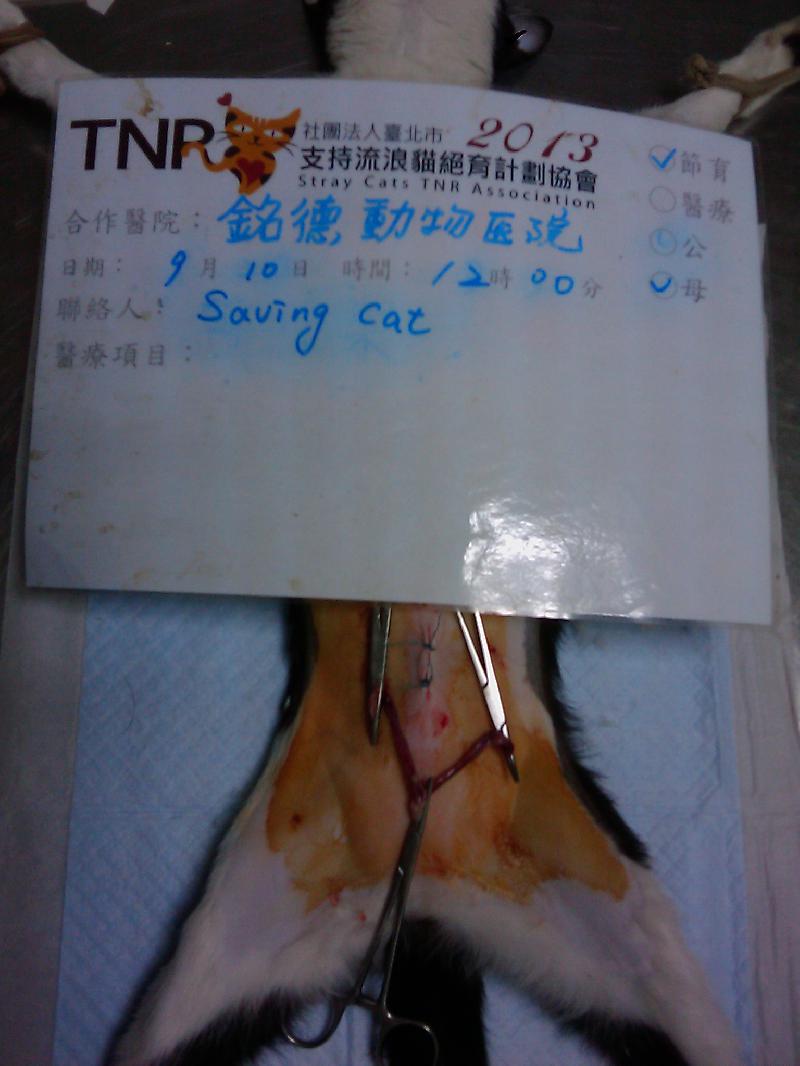 TNR
社團法人臺北市 2013
支持流浪貓絕育計劃協會
Stray Cats TNR Association
節育
醫療
公
母
合作醫院：銘德動物医院
日期：9月10日 時間：12時00分
聯絡人：Saving cat
醫療項目：